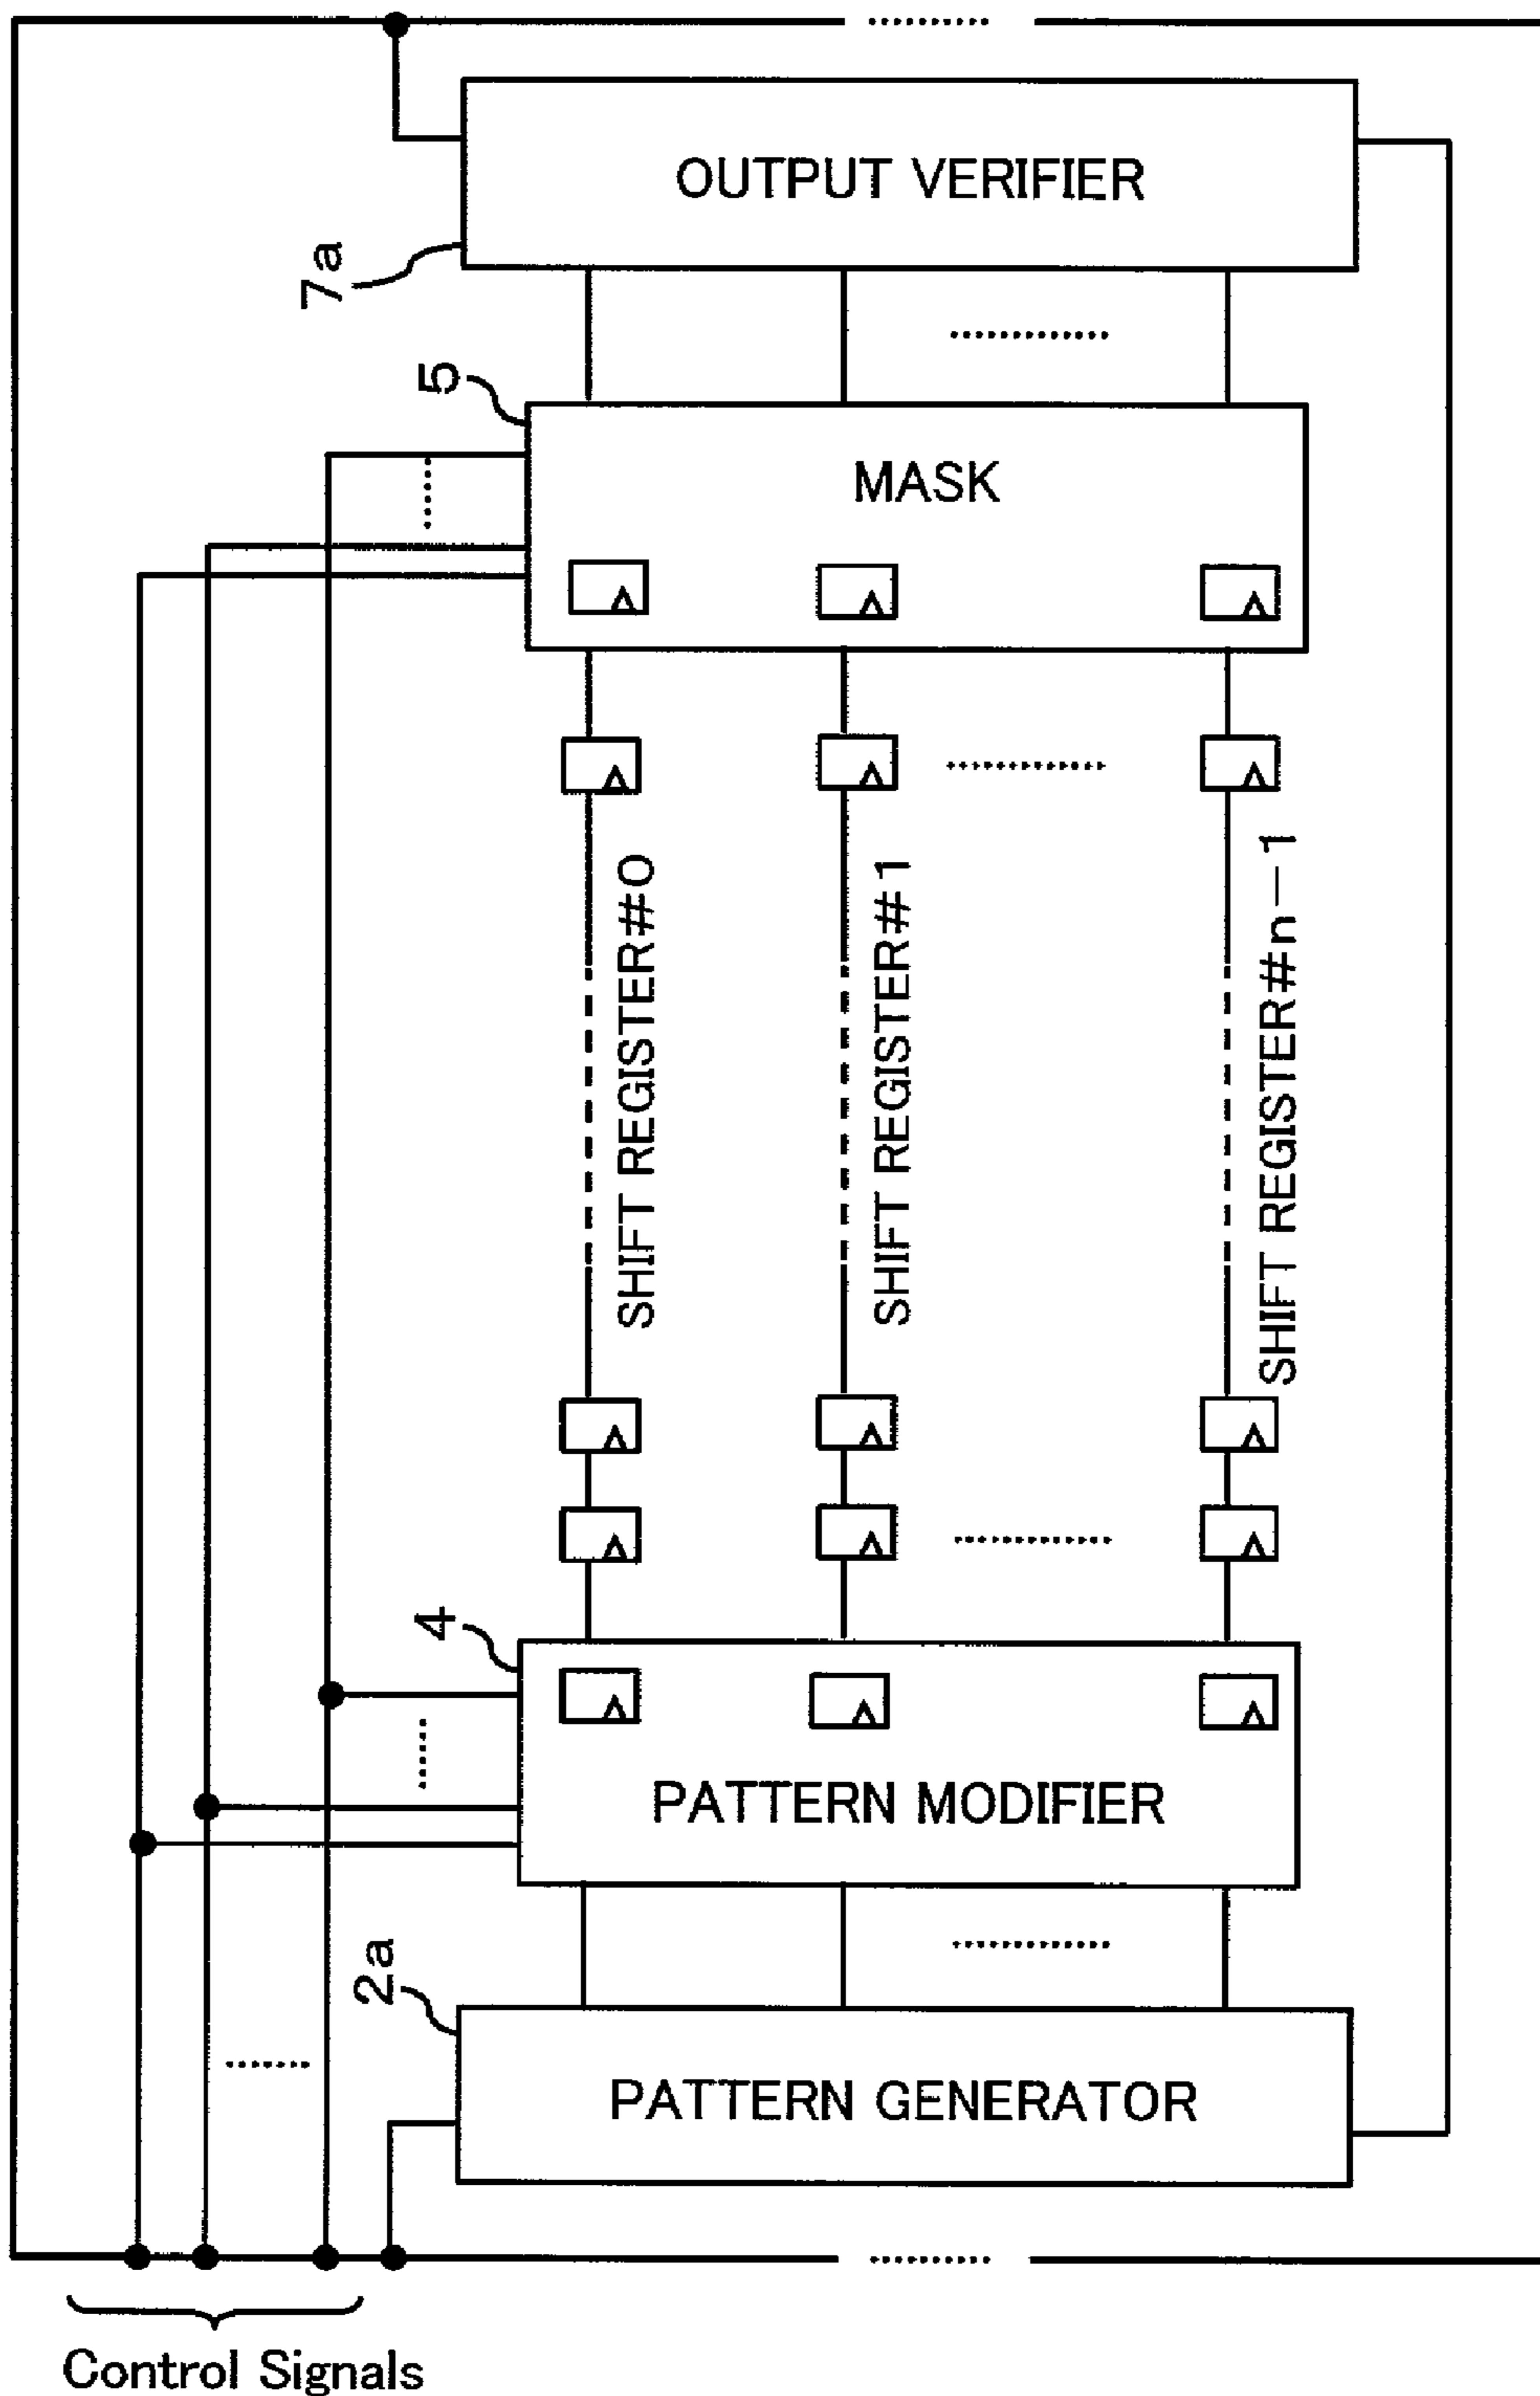 OUTPUT VERIFIER
7a
5
MASK
SHIFT REGISTER#0
SHIFT REGISTER#1
SHIFT REGISTER#n−1
4
PATTERN MODIFIER
2a
PATTERN GENERATOR
Control Signals